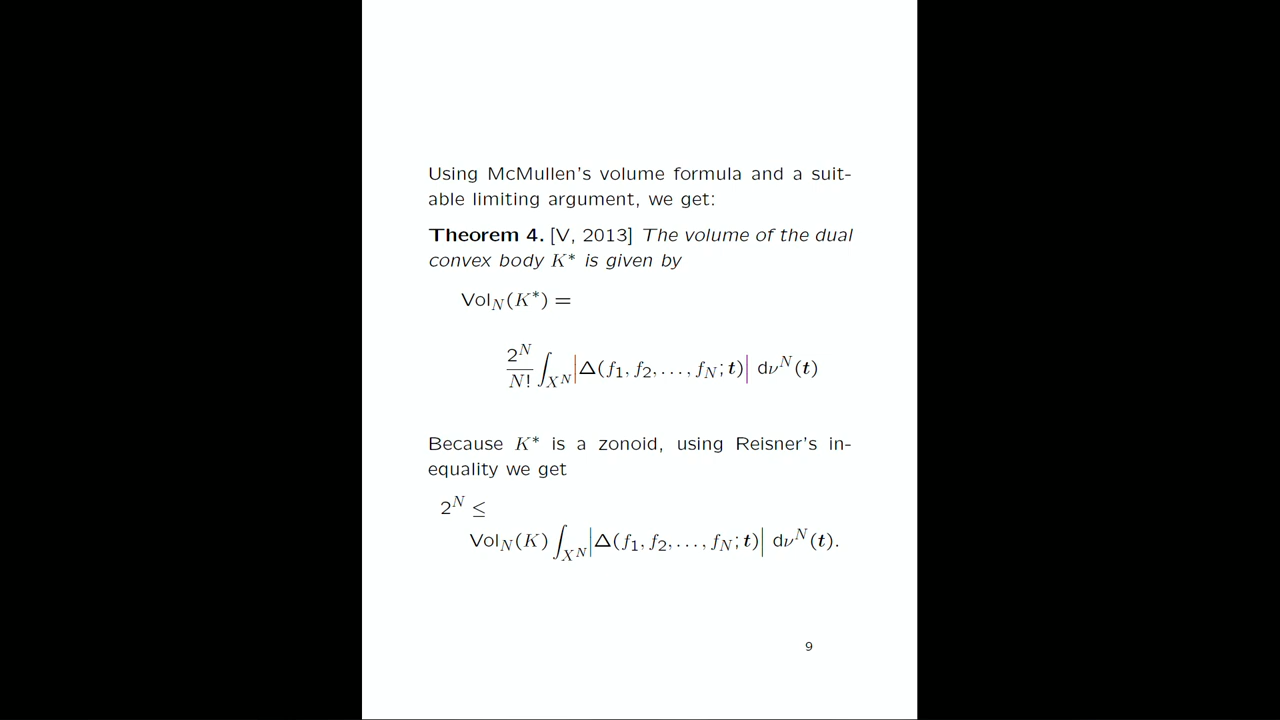 Using McMullen's volume formula and a suit-
able limiting argument, we get:
Theorem 4. [V, 2013] The volume of the dual
convex body K* is given by
Vol_N(K*) =
\frac{2^N}{N!} ∫_{X^N} |Δ(f_1, f_2, ..., f_N; t)| dν^N(t)
Because K* is a zonoid, using Reisner's in-
equality we get
2^N ≤
Vol_N(K) ∫_{X^N} |Δ(f_1, f_2, ..., f_N; t)| dν^N(t).
9